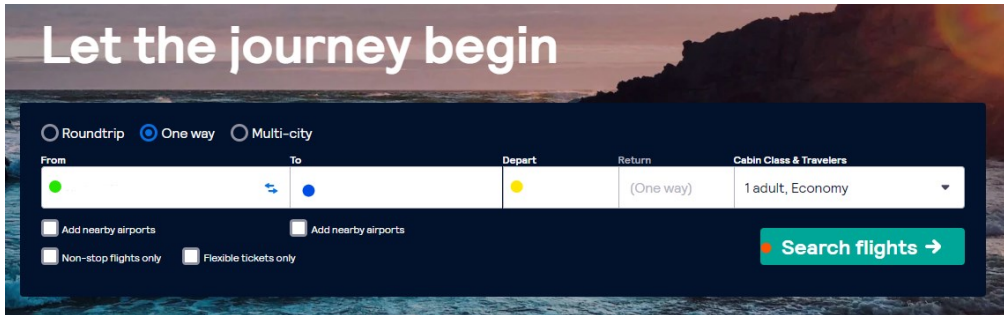 Let the journey begin
Roundtrip One way Multi-city
From To Depart Return Cabin Class & Travelers
(One way) 1 adult, Economy
Add nearby airports Add nearby airports
Non-stop flights only Flexible tickets only
Search flights →